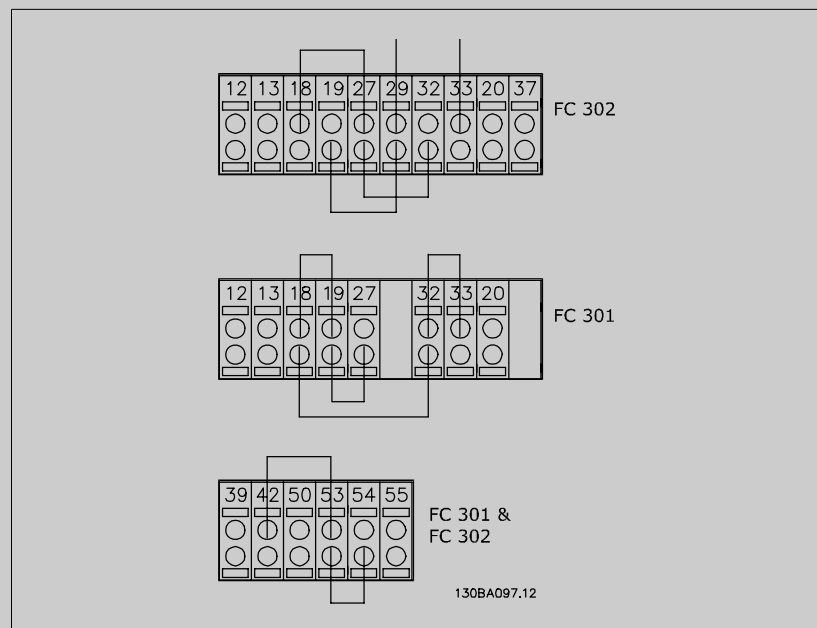 12 13 18 19 27 29 32 33 20 37
FC 302
12 13 18 19 27 32 33 20
FC 301
39 42 50 53 54 55
FC 301 &
FC 302
130BA097.12